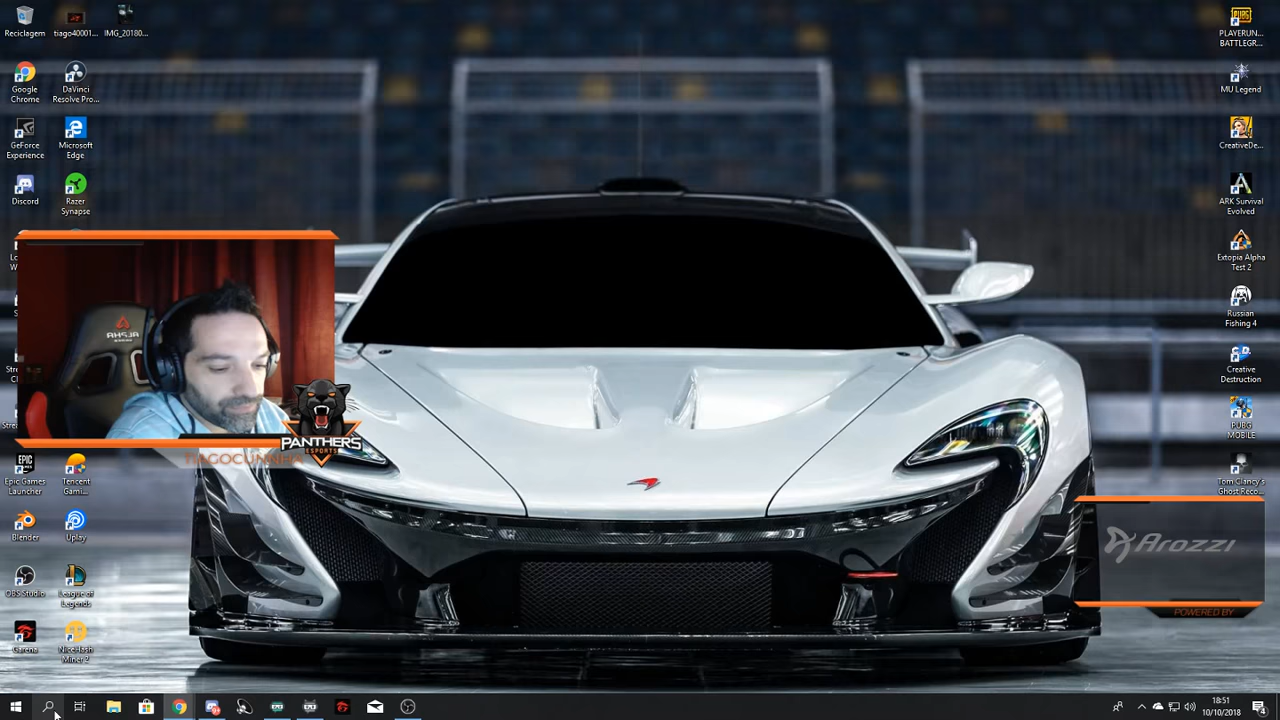 Reciclagem
tiago40001...
IMG_20180...
Google
Chrome
DaVinci
Resolve Pro...
GeForce
Experience
Microsoft
Edge
Discord
Razer
Synapse
PANTHERS
ESPORTS
TIAGOCUNINHA
EPIC
Epic Games
Launcher
Tencent
Gami...
Blender
Uplay
OBS Studio
League of
Legends
Garena
NiceHash
Miner 2
PLAYERUN...
BATTLEGR...
MU Legend
CreativeDe...
ARK Survival
Evolved
Extopia Alpha
Test 2
Russian
Fishing 4
Creative
Destruction
PUBG
MOBILE
Tom Clancy's
Ghost Reco...
Arozzi
POWERED BY
18:51
10/10/2018